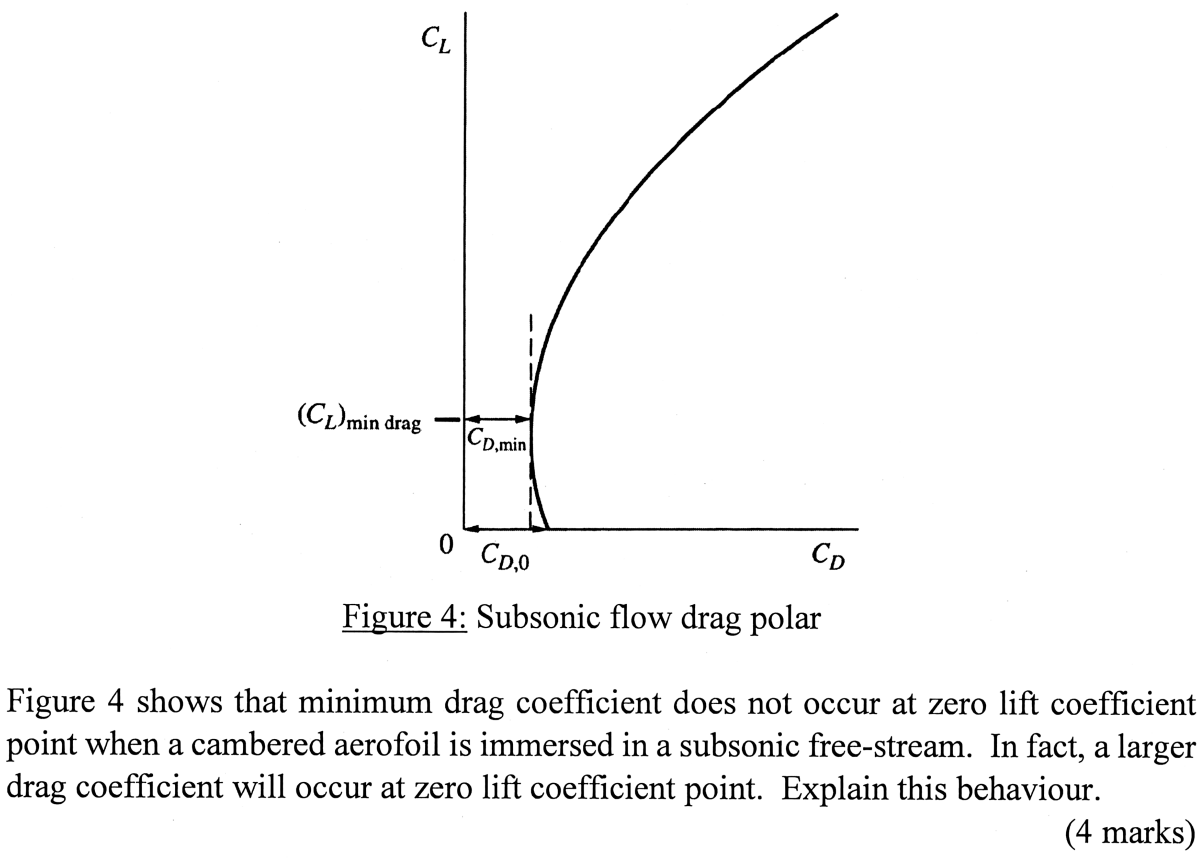 C_L
(C_L)min drag
C_D,min
0
C_D,0
C_D
Figure 4: Subsonic flow drag polar
Figure 4 shows that minimum drag coefficient does not occur at zero lift coefficient
point when a cambered aerofoil is immersed in a subsonic free-stream. In fact, a larger
drag coefficient will occur at zero lift coefficient point. Explain this behaviour.
(4 marks)